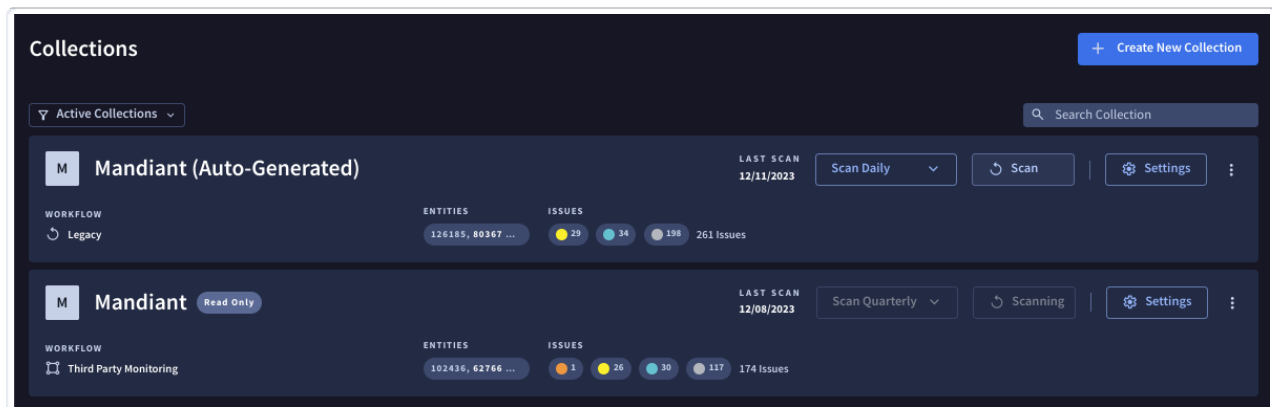 Collections
+ Create New Collection
Active Collections
Search Collection
M Mandiant (Auto-Generated)
LAST SCAN
12/11/2023
Scan Daily
Scan
Settings
WORKFLOW
Legacy
ENTITIES
126185, 80367 ...
ISSUES
29 34 198 261 Issues
M Mandiant Read Only
LAST SCAN
12/08/2023
Scan Quarterly
Scanning
Settings
WORKFLOW
Third Party Monitoring
ENTITIES
102436, 62766 ...
ISSUES
1 26 30 117 174 Issues